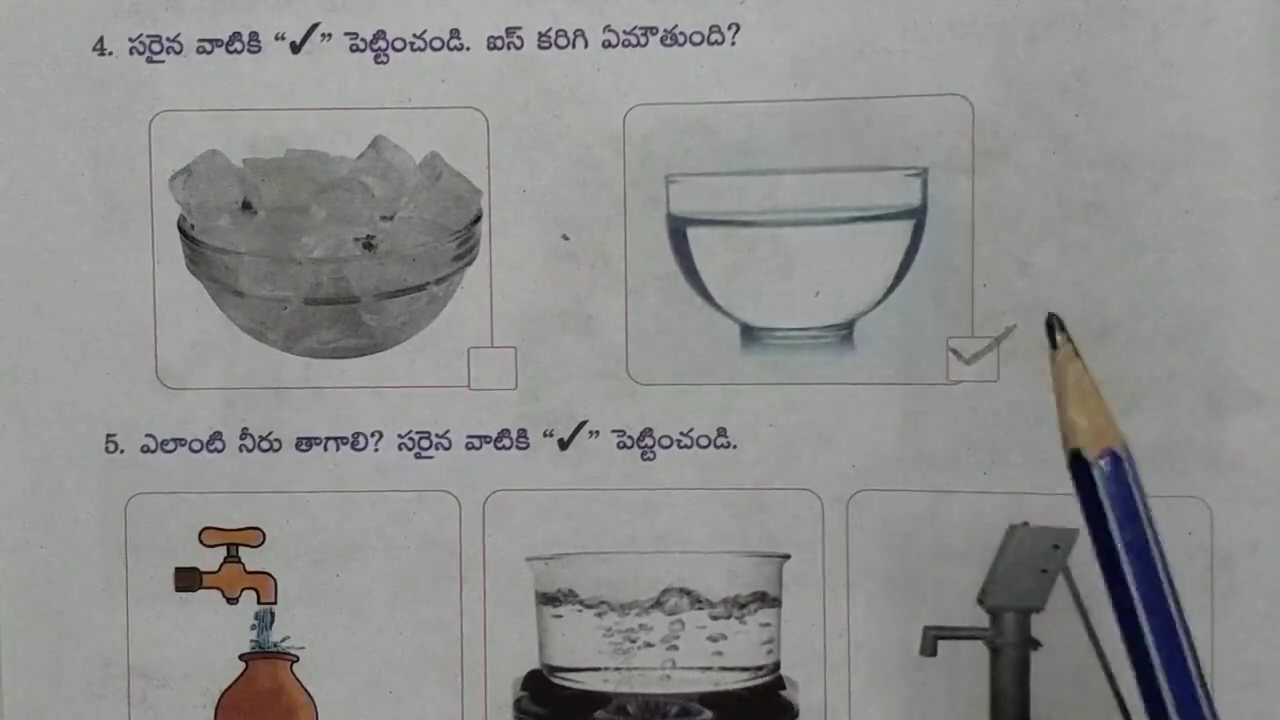 4. సరైన వాటికి “✓” పెట్టించండి. ఐస్ కరిగి ఏమౌతుంది?
5. ఎలాంటి నీరు తాగాలి? సరైన వాటికి “✓” పెట్టించండి.